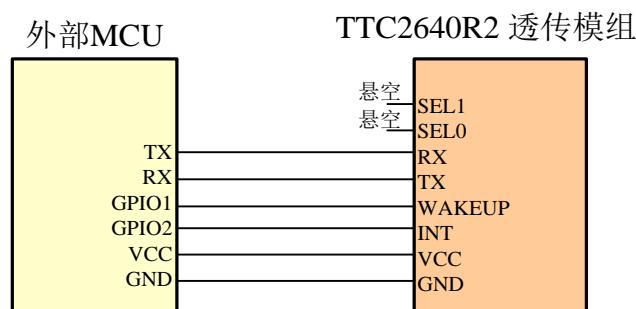 外部MCU
TTC2640R2 透传模组
悬空
SEL1
悬空
SEL0
TX
RX
RX
TX
GPIO1
WAKEUP
GPIO2
INT
VCC
VCC
GND
GND